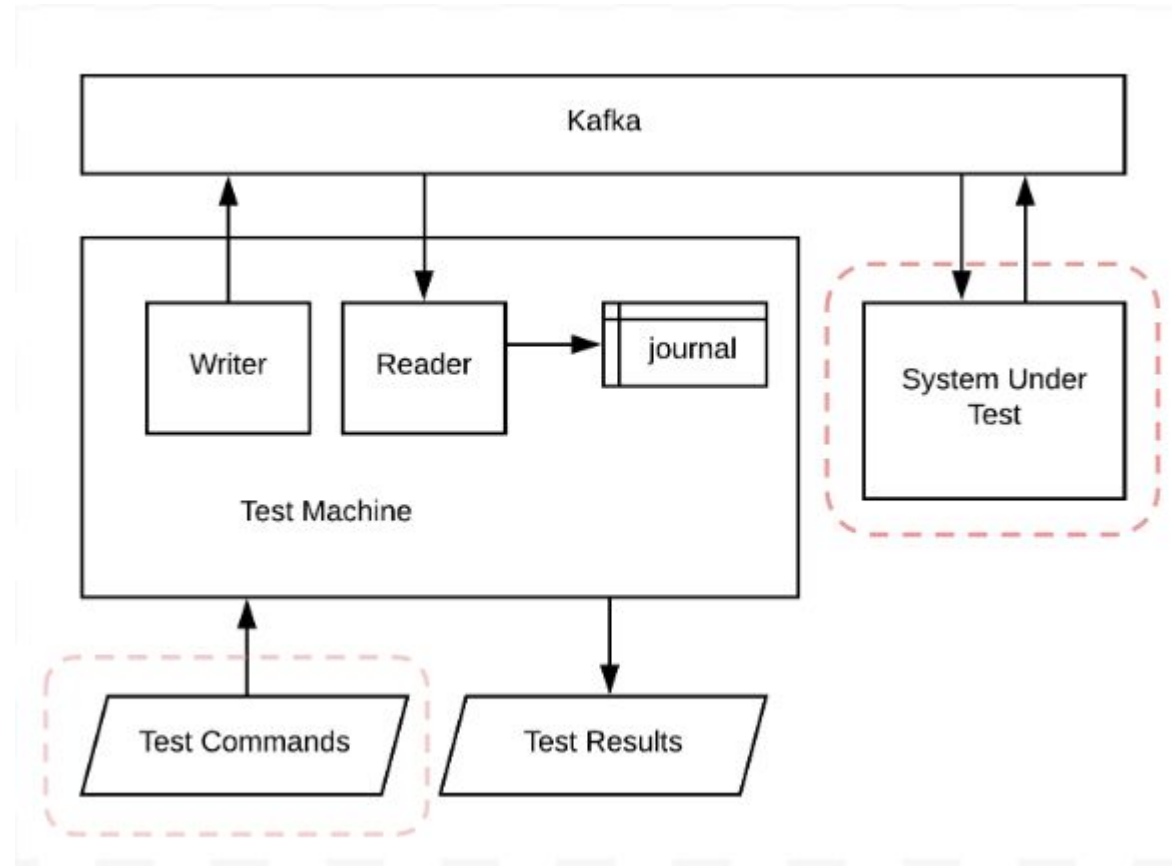 Kafka
Writer
Reader
journal
System Under
Test
Test Machine
Test Commands
Test Results